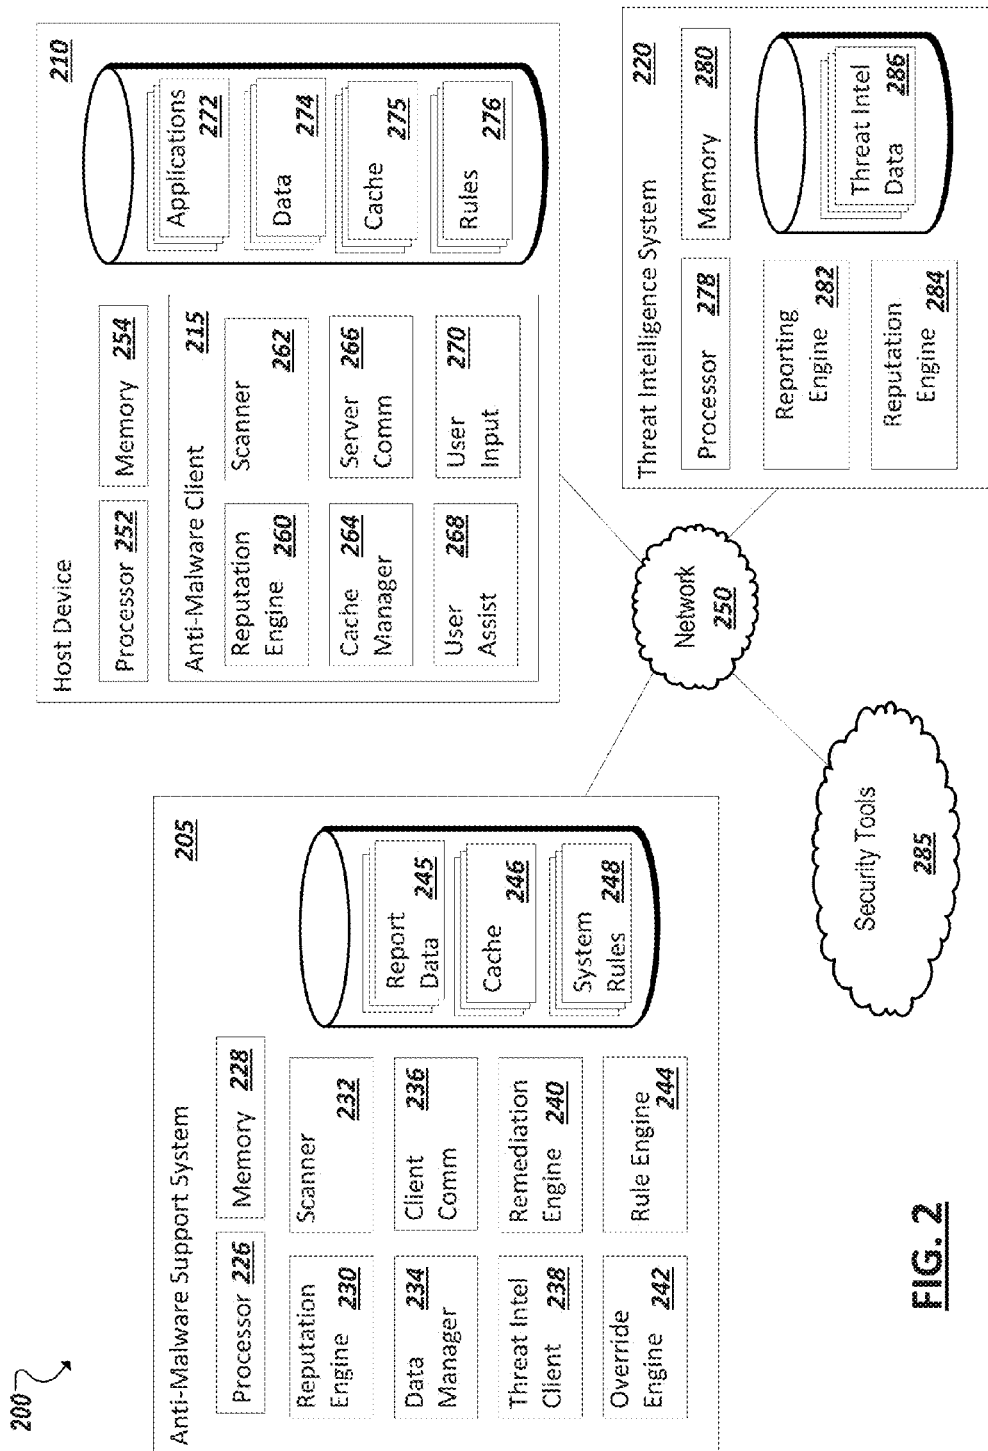 200
Anti-Malware Support System
205
Processor 226
Memory 228
Reputation
Engine 230
Scanner
232
Data 234
Manager
Client 236
Comm
Threat Intel
Client 238
Remediation
Engine 240
Override
Engine 242
Rule Engine
244
Report
Data 245
Cache
246
System
Rules 248
Host Device
210
Processor 252
Memory 254
Anti-Malware Client
215
Reputation
Engine 260
Scanner
262
Cache 264
Manager
Server 266
Comm
User 268
Assist
User 270
Input
Applications
272
Data
274
Cache
275
Rules
276
Threat Intelligence System
220
Processor
278
Memory
280
Reporting
Engine 282
Reputation
Engine 284
Threat Intel
Data 286
Network
250
Security Tools
285
FIG. 2